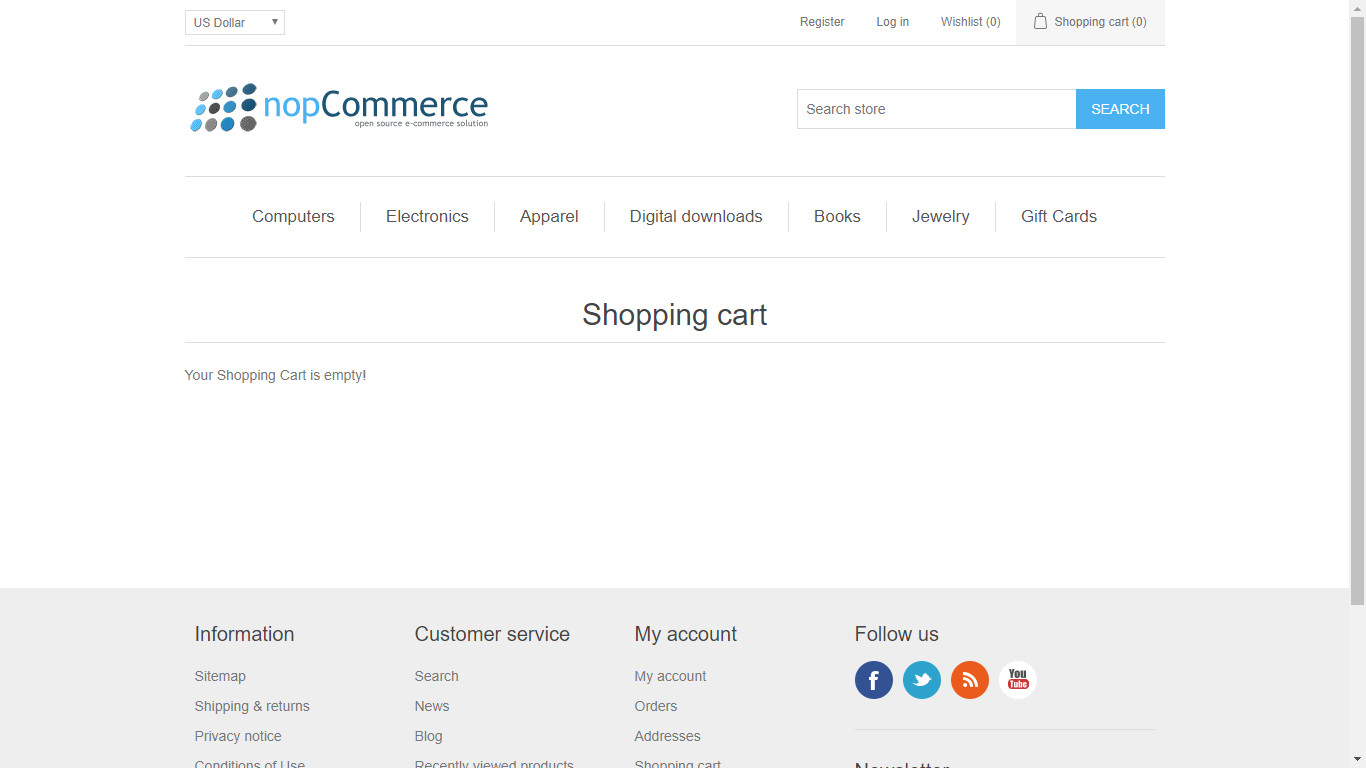 US Dollar
Register
Log in
Wishlist (0)
Shopping cart (0)
nopCommerce
open source e-commerce solution
Search store
SEARCH
Computers
Electronics
Apparel
Digital downloads
Books
Jewelry
Gift Cards
Shopping cart
Your Shopping Cart is empty!
Information
Sitemap
Shipping & returns
Privacy notice
Conditions of Use
Customer service
Search
News
Blog
Recently viewed products
My account
My account
Orders
Addresses
Shopping cart
Follow us
You
Tube
Newsletter